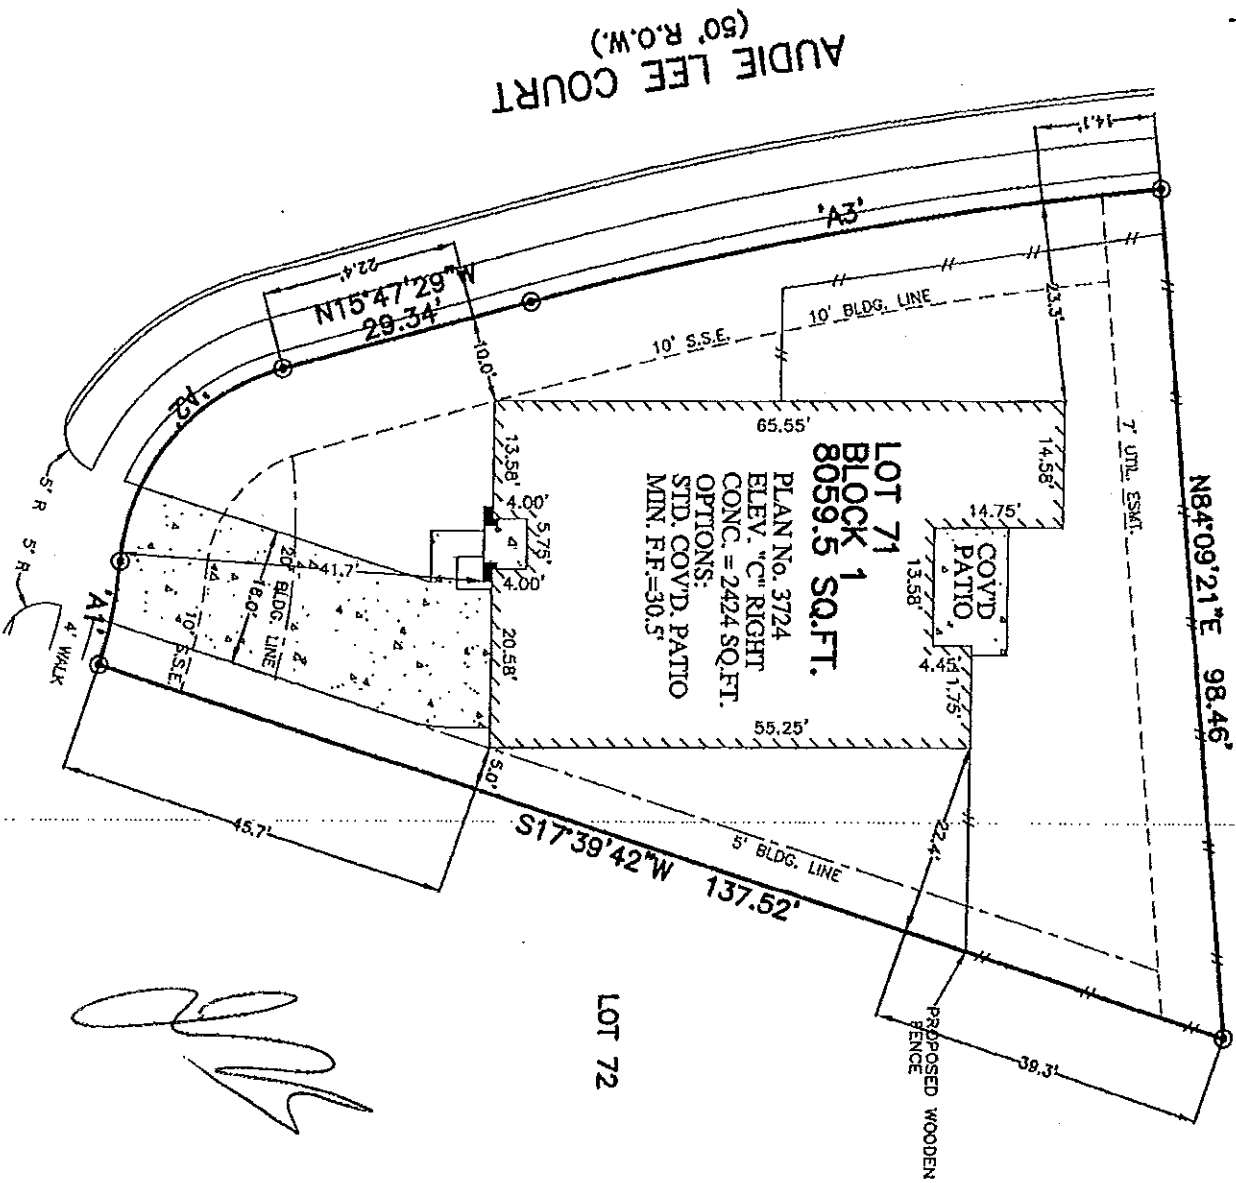 AUDIE LEE COURT
(50' R.O.W.)
14.1'
'A3'
22.4'
N15°47'29"W
29.34'
10.0'
10' S.S.E.
10' BLDG. LINE
23.3'
7' UTIL. ESMT.
N84°09'21"E 98.46'
'A2'
5' R
5' R
4' WALK
'A1'
65.55'
13.58'
4.00'
5.75'
4'
4.00'
20.58'
14.58'
14.75'
13.58'
4.45'
11.75'
55.25'
COV'D
PATIO
LOT 71
BLOCK 1
8059.5 SQ.FT.
PLAN No. 3724
ELEV. "C" RIGHT
CONC. = 2424 SQ.FT.
OPTIONS:
STD. COV'D. PATIO
MIN. F.F.=30.5'
41.7'
20' BLDG. LINE
16.0'
10' S.S.E.
5.0'
45.7'
S17°39'42"W 137.52'
5' BLDG. LINE
22.4'
39.3'
PROPOSED WOODEN
FENCE
LOT 72